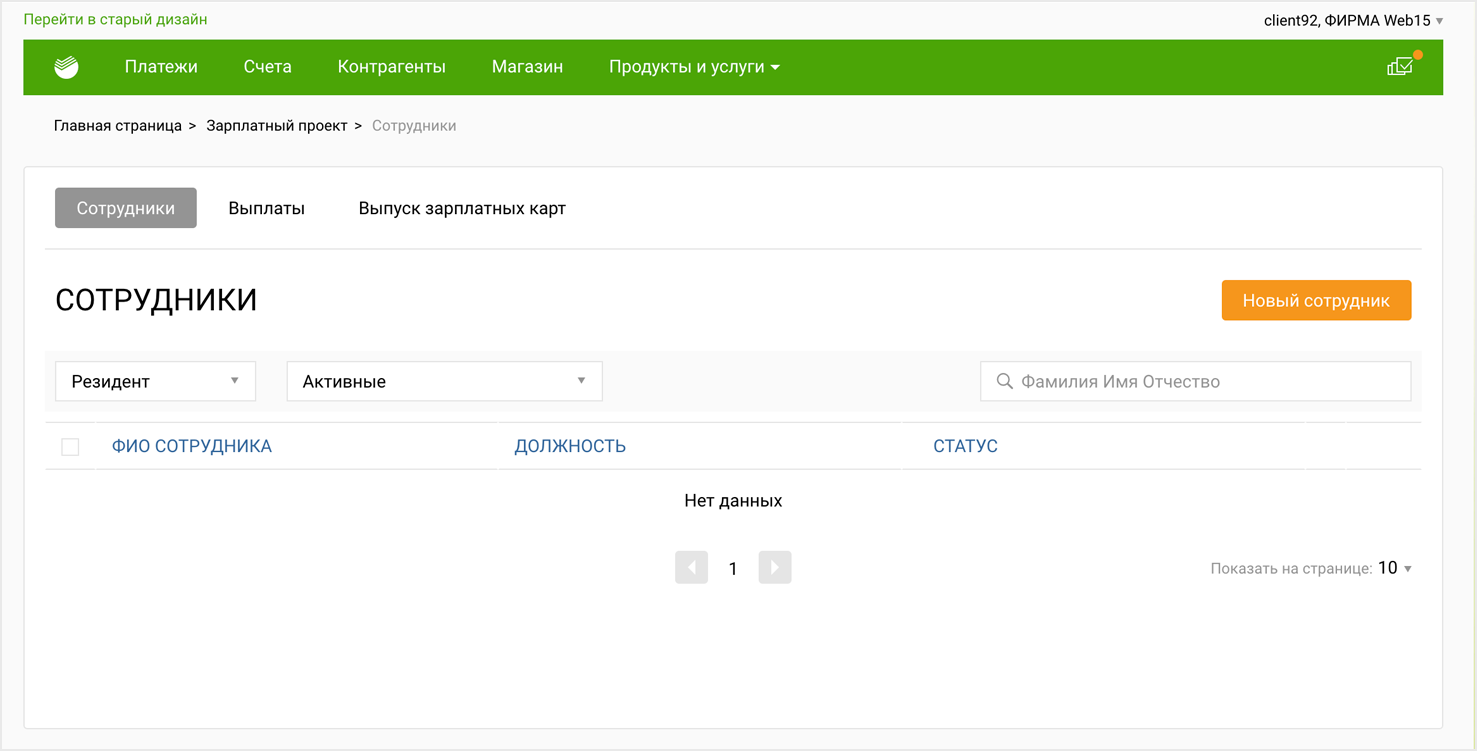 Перейти в старый дизайн
client92, ФИРМА Web15
Платежи Счета Контрагенты Магазин Продукты и услуги
Главная страница > Зарплатный проект > Сотрудники
Сотрудники Выплаты Выпуск зарплатных карт
СОТРУДНИКИ
Новый сотрудник
Резидент Активные Фамилия Имя Отчество
ФИО СОТРУДНИКА ДОЛЖНОСТЬ СТАТУС
Нет данных
1
Показать на странице: 10